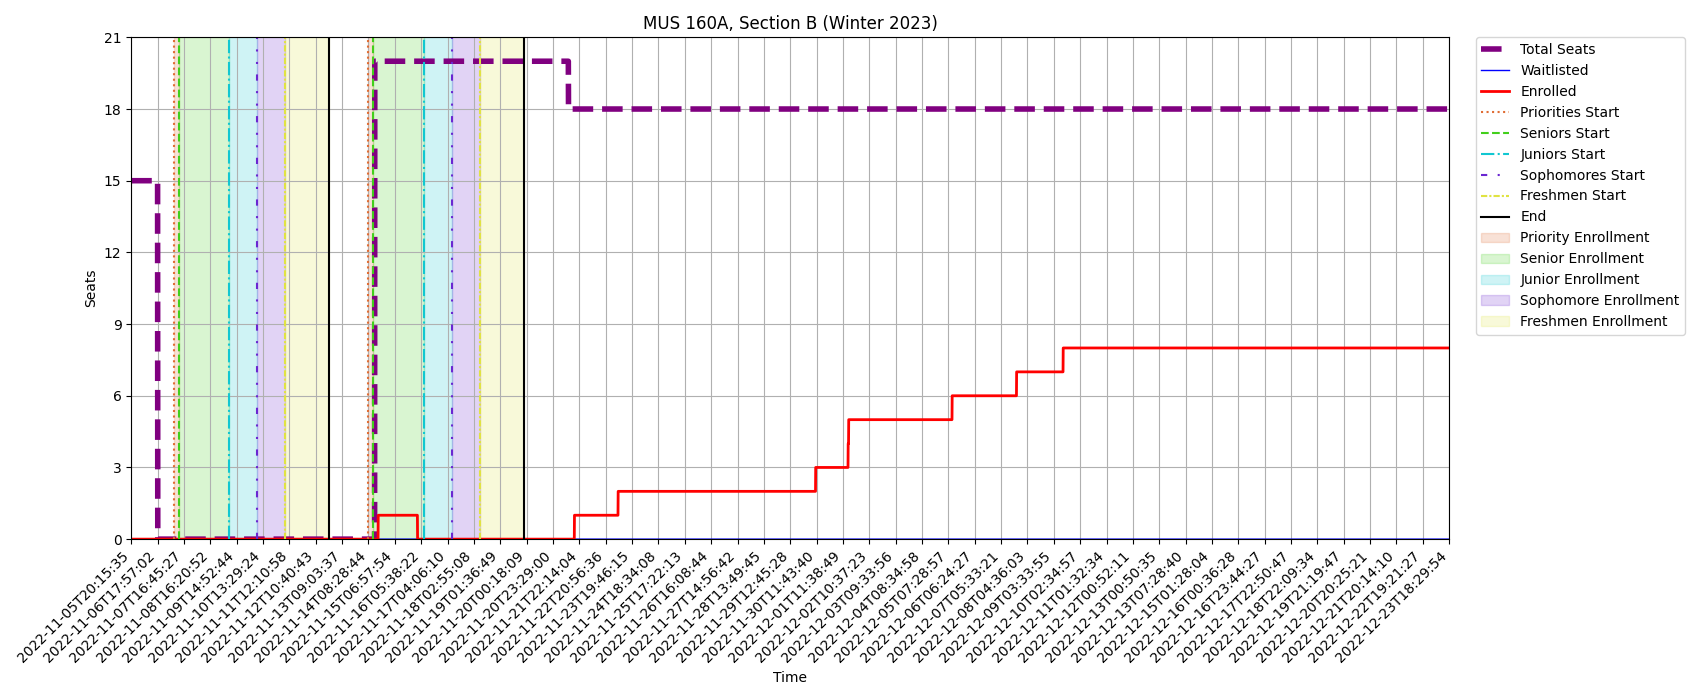 MUS 160A, Section B (Winter 2023)
21
18
15
12
9
6
3
0
Seats
2022-11-05T20:15:35
2022-11-06T17:57:02
2022-11-07T16:45:27
2022-11-08T16:20:52
2022-11-09T14:52:44
2022-11-10T13:29:24
2022-11-11T12:10:58
2022-11-12T10:40:43
2022-11-13T09:03:37
2022-11-14T08:28:44
2022-11-15T06:57:54
2022-11-16T05:38:22
2022-11-17T04:06:10
2022-11-18T02:55:08
2022-11-19T01:36:49
2022-11-20T00:18:09
2022-11-20T23:29:00
2022-11-21T22:14:04
2022-11-22T20:56:36
2022-11-23T19:46:15
2022-11-24T18:34:08
2022-11-25T17:22:13
2022-11-26T16:08:44
2022-11-27T14:56:42
2022-11-28T13:49:45
2022-11-29T12:45:28
2022-11-30T11:43:40
2022-12-01T11:38:49
2022-12-02T10:37:23
2022-12-03T09:33:56
2022-12-04T08:34:58
2022-12-05T07:28:57
2022-12-06T06:24:27
2022-12-07T05:33:21
2022-12-08T04:36:03
2022-12-09T03:33:55
2022-12-10T02:34:57
2022-12-11T01:32:34
2022-12-12T00:52:11
2022-12-13T00:50:35
2022-12-13T07:28:40
2022-12-15T01:28:04
2022-12-16T00:36:28
2022-12-16T23:44:27
2022-12-17T22:50:47
2022-12-18T22:09:34
2022-12-19T21:19:47
2022-12-20T20:25:21
2022-12-21T20:14:10
2022-12-22T19:21:27
2022-12-23T18:29:54
Time
Total Seats
Waitlisted
Enrolled
Priorities Start
Seniors Start
Juniors Start
Sophomores Start
Freshmen Start
End
Priority Enrollment
Senior Enrollment
Junior Enrollment
Sophomore Enrollment
Freshmen Enrollment